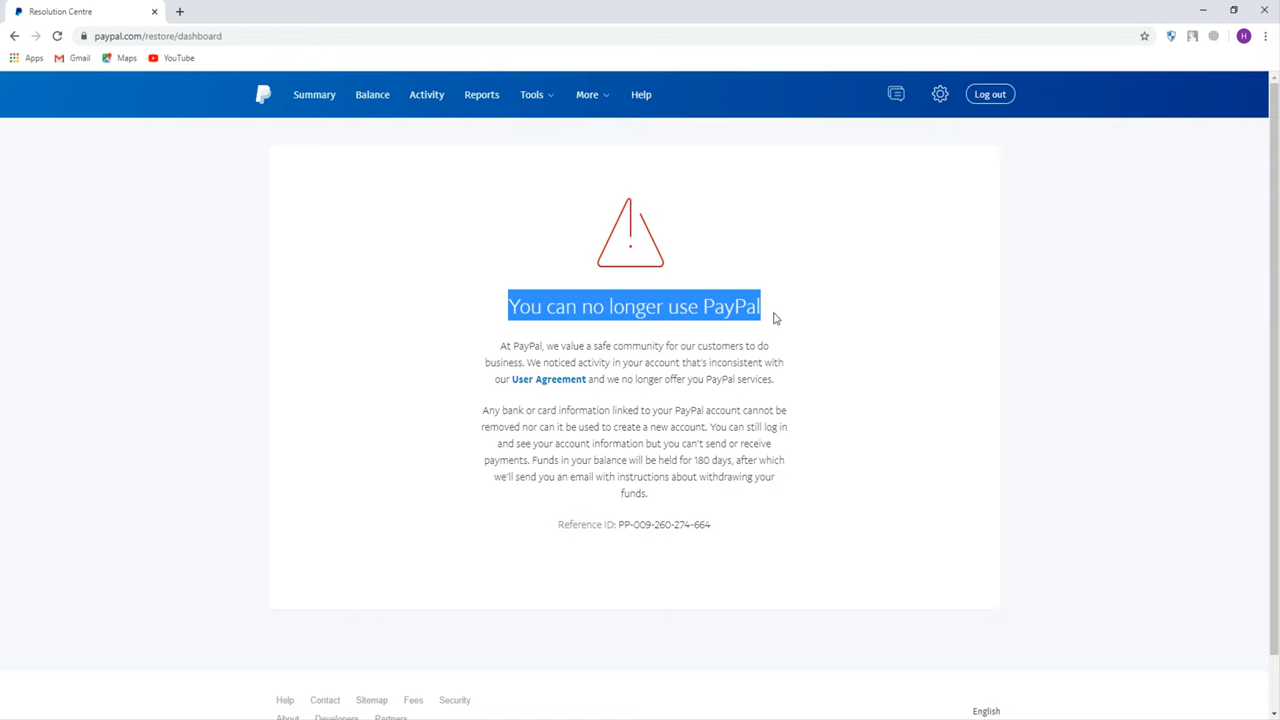 Resolution Centre
paypal.com/restore/dashboard
H
Apps Gmail Maps YouTube
Summary Balance Activity Reports Tools More Help Log out
You can no longer use PayPal
At PayPal, we value a safe community for our customers to do
business. We noticed activity in your account that's inconsistent with
our User Agreement and we no longer offer you PayPal services.
Any bank or card information linked to your PayPal account cannot be
removed nor can it be used to create a new account. You can still log in
and see your account information but you can't send or receive
payments. Funds in your balance will be held for 180 days, after which
we'll send you an email with instructions about withdrawing your
funds.
Reference ID: PP-009-260-274-664
Help Contact Sitemap Fees Security
English
About Developers Partners